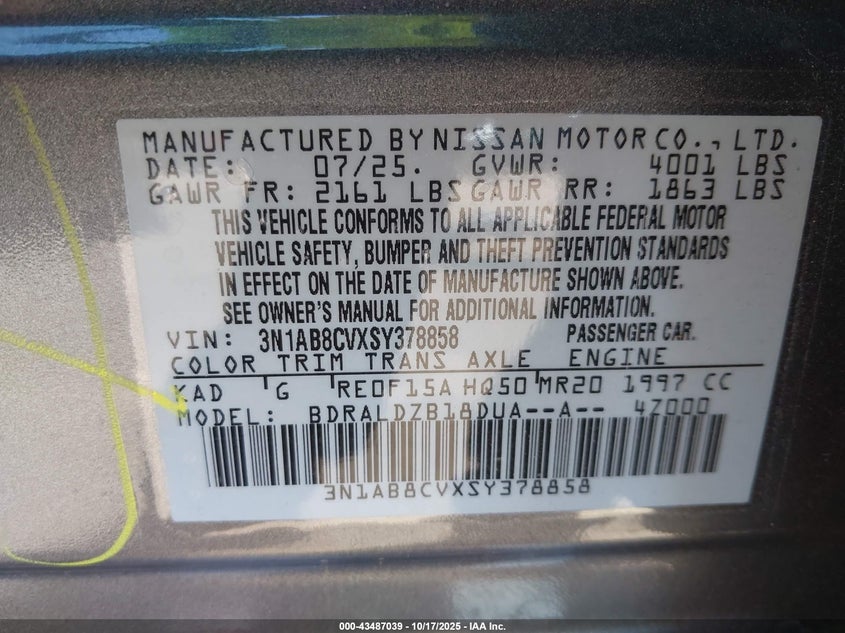 MANUFACTURED BY NISSAN MOTOR CO., LTD.
DATE: 07/25. GVWR: 4001 LBS
GAWR FR: 2161 LBS GAWR RR: 1863 LBS
THIS VEHICLE CONFORMS TO ALL APPLICABLE FEDERAL MOTOR
VEHICLE SAFETY, BUMPER AND THEFT PREVENTION STANDARDS
IN EFFECT ON THE DATE OF MANUFACTURE SHOWN ABOVE.
SEE OWNER'S MANUAL FOR ADDITIONAL INFORMATION.
VIN: 3N1AB8CVXSY378858 PASSENGER CAR.
COLOR TRIM TRANS AXLE ENGINE
KAD G RE0F15A HQ50 MR20 1997 CC
MODEL: BDRALDZB18DUA--A-- 4Z000
3N1AB8CVXSY378858
000-43487039 - 10/17/2025 - IAA Inc.